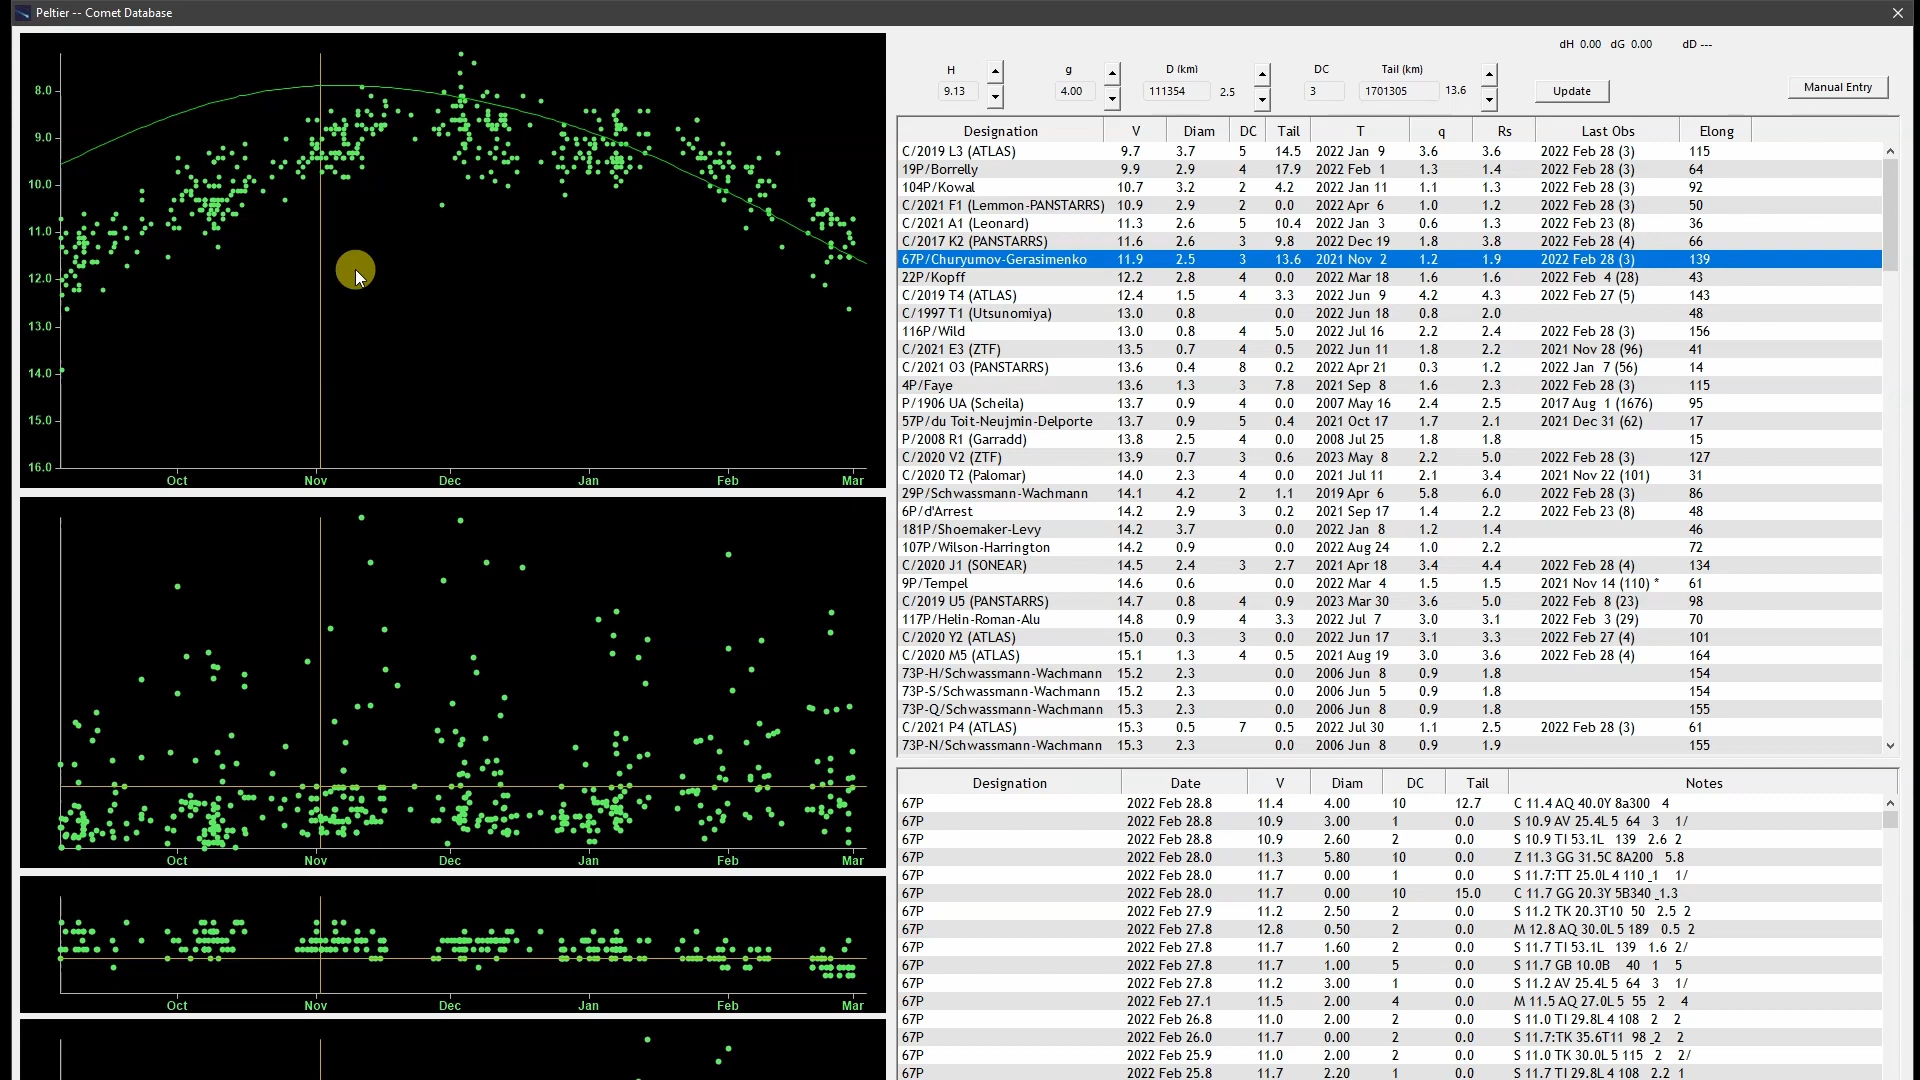 Peltier -- Comet Database
8.0
9.0
10.0
11.0
12.0
13.0
14.0
15.0
16.0
Oct Nov Dec Jan Feb Mar
Oct Nov Dec Jan Feb Mar
Oct Nov Dec Jan Feb Mar
dH 0.00 dG 0.00 dD ---
H g D (km) DC Tail (km)
9.13 4.00 111354 2.5 3 1701305 13.6 Update Manual Entry
Designation V Diam DC Tail T q Rs Last Obs Elong
C/2019 L3 (ATLAS) 9.7 3.7 5 14.5 2022 Jan 9 3.6 3.6 2022 Feb 28 (3) 115
19P/Borrelly 9.9 2.9 4 17.9 2022 Feb 1 1.3 1.4 2022 Feb 28 (3) 64
104P/Kowal 10.7 3.2 2 4.2 2022 Jan 11 1.1 1.3 2022 Feb 28 (3) 92
C/2021 F1 (Lemmon-PANSTARRS) 10.9 2.9 2 0.0 2022 Apr 6 1.0 1.2 2022 Feb 28 (3) 50
C/2021 A1 (Leonard) 11.3 2.6 5 10.4 2022 Jan 3 0.6 1.3 2022 Feb 23 (8) 36
C/2017 K2 (PANSTARRS) 11.6 2.6 3 9.8 2022 Dec 19 1.8 3.8 2022 Feb 28 (4) 66
67P/Churyumov-Gerasimenko 11.9 2.5 3 13.6 2021 Nov 2 1.2 1.9 2022 Feb 28 (3) 139
22P/Kopff 12.2 2.8 4 0.0 2022 Mar 18 1.6 1.6 2022 Feb 4 (28) 43
C/2019 T4 (ATLAS) 12.4 1.5 4 3.3 2022 Jun 9 4.2 4.3 2022 Feb 27 (5) 143
C/1997 T1 (Utsunomiya) 13.0 0.8 0.0 2022 Jun 18 0.8 2.0 48
116P/Wild 13.0 0.8 4 5.0 2022 Jul 16 2.2 2.4 2022 Feb 28 (3) 156
C/2021 E3 (ZTF) 13.5 0.7 4 0.5 2022 Jun 11 1.8 2.2 2021 Nov 28 (96) 41
C/2021 O3 (PANSTARRS) 13.6 0.4 8 0.2 2022 Apr 21 0.3 1.2 2022 Jan 7 (56) 14
4P/Faye 13.6 1.3 3 7.8 2021 Sep 8 1.6 2.3 2022 Feb 28 (3) 115
P/1906 UA (Scheila) 13.7 0.9 4 0.0 2007 May 16 2.4 2.5 2017 Aug 1 (1676) 95
57P/du Toit-Neujmin-Delporte 13.7 0.9 5 0.4 2021 Oct 17 1.7 2.1 2021 Dec 31 (62) 17
P/2008 R1 (Garradd) 13.8 2.5 4 0.0 2008 Jul 25 1.8 1.8 15
C/2020 V2 (ZTF) 13.9 0.7 3 0.6 2023 May 8 2.2 5.0 2022 Feb 28 (3) 127
C/2020 T2 (Palomar) 14.0 2.3 4 0.0 2021 Jul 11 2.1 3.4 2021 Nov 22 (101) 31
29P/Schwassmann-Wachmann 14.1 4.2 2 1.1 2019 Apr 6 5.8 6.0 2022 Feb 28 (3) 86
6P/d'Arrest 14.2 2.9 3 0.2 2021 Sep 17 1.4 2.2 2022 Feb 23 (8) 48
181P/Shoemaker-Levy 14.2 3.7 0.0 2022 Jan 8 1.2 1.4 46
107P/Wilson-Harrington 14.2 0.9 0.0 2022 Aug 24 1.0 2.2 72
C/2020 J1 (SONEAR) 14.5 2.4 3 2.7 2021 Apr 18 3.4 4.4 2022 Feb 28 (4) 134
9P/Tempel 14.6 0.6 0.0 2022 Mar 4 1.5 1.5 2021 Nov 14 (110) * 61
C/2019 U5 (PANSTARRS) 14.7 0.8 4 0.9 2023 Mar 30 3.6 5.0 2022 Feb 8 (23) 98
117P/Helin-Roman-Alu 14.8 0.9 4 3.3 2022 Jul 7 3.0 3.1 2022 Feb 3 (29) 70
C/2020 Y2 (ATLAS) 15.0 0.3 3 0.0 2022 Jun 17 3.1 3.3 2022 Feb 27 (4) 101
C/2020 M5 (ATLAS) 15.1 1.3 4 0.5 2021 Aug 19 3.0 3.6 2022 Feb 28 (4) 164
73P-H/Schwassmann-Wachmann 15.2 2.3 0.0 2006 Jun 8 0.9 1.8 154
73P-S/Schwassmann-Wachmann 15.2 2.3 0.0 2006 Jun 5 0.9 1.8 154
73P-Q/Schwassmann-Wachmann 15.2 2.3 0.0 2006 Jun 8 0.9 1.8 155
C/2021 P4 (ATLAS) 15.3 0.5 7 0.5 2022 Jul 30 1.1 2.5 2022 Feb 28 (3) 61
73P-N/Schwassmann-Wachmann 15.3 2.3 0.0 2006 Jun 8 0.9 1.9 155
Designation Date V Diam DC Tail Notes
67P 2022 Feb 28.8 11.4 4.00 10 12.7 C 11.4 AQ 40.0Y 8a300 4
67P 2022 Feb 28.8 10.9 3.00 1 0.0 S 10.9 AV 25.4L 5 64 3 1/
67P 2022 Feb 28.8 10.9 2.60 2 0.0 S 10.9 TI 53.1L 139 2.6 2
67P 2022 Feb 28.0 11.3 5.80 10 0.0 Z 11.3 GG 31.5C 8A200 5.8
67P 2022 Feb 28.0 11.7 0.00 1 0.0 S 11.7:TT 25.0L 4 110 _1 1/
67P 2022 Feb 28.0 11.7 0.00 10 15.0 C 11.7 GG 20.3Y 5B340 _1.3
67P 2022 Feb 27.9 11.2 2.50 2 0.0 S 11.2 TK 20.3T10 50 2.5 2
67P 2022 Feb 27.8 12.8 0.50 2 0.0 M 12.8 AQ 30.0L 5 189 0.5 2
67P 2022 Feb 27.8 11.7 1.60 2 0.0 S 11.7 TI 53.1L 139 1.6 2/
67P 2022 Feb 27.8 11.7 1.00 5 0.0 S 11.7 GB 10.0B 40 1 5
67P 2022 Feb 27.8 11.2 3.00 1 0.0 S 11.2 AV 25.4L 5 64 3 1/
67P 2022 Feb 27.1 11.5 2.00 4 0.0 M 11.5 AQ 27.0L 5 55 2 4
67P 2022 Feb 26.8 11.0 2.00 2 0.0 S 11.0 TI 29.8L 4 108 2 2
67P 2022 Feb 26.0 11.7 0.00 2 0.0 S 11.7:TK 35.6T11 98 _2 2
67P 2022 Feb 25.9 11.0 2.00 2 0.0 S 11.0 TK 30.0L 5 115 2 2/
67P 2022 Feb 25.8 11.7 2.20 1 0.0 S 11.7 TI 29.8L 4 108 2.2 1